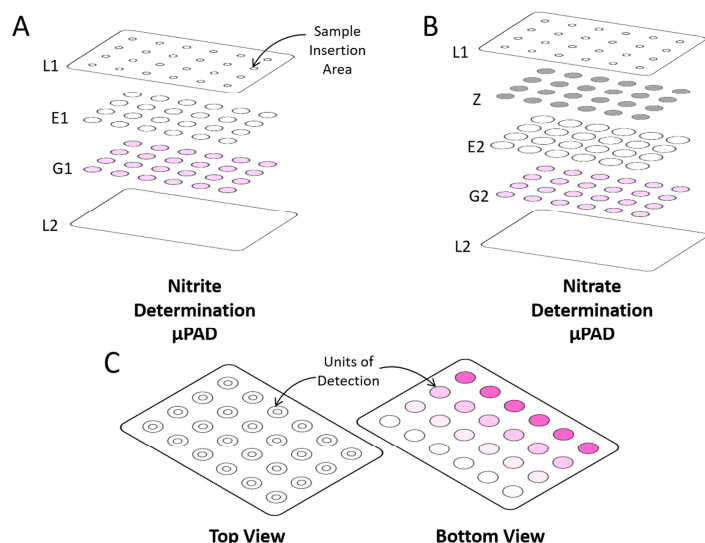 A
L1
Sample
Insertion
Area
E1
G1
L2
Nitrite
Determination
µPAD
B
L1
Z
E2
G2
L2
Nitrate
Determination
µPAD
C
Units of
Detection
Top View
Bottom View